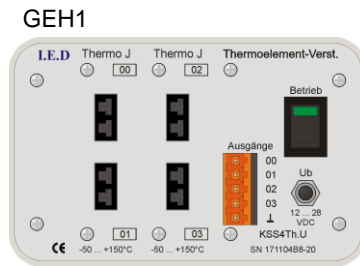 GEH1
I.E.D Thermo J Thermo J Thermoelement-Verst.
00 02
Betrieb
Ausgänge
00
01
02
03
⊥
Ub
12 ... 28
VDC
01 03 KSS4Th.U
CE -50 ... +150°C -50 ... +150°C SN 171104B8-20